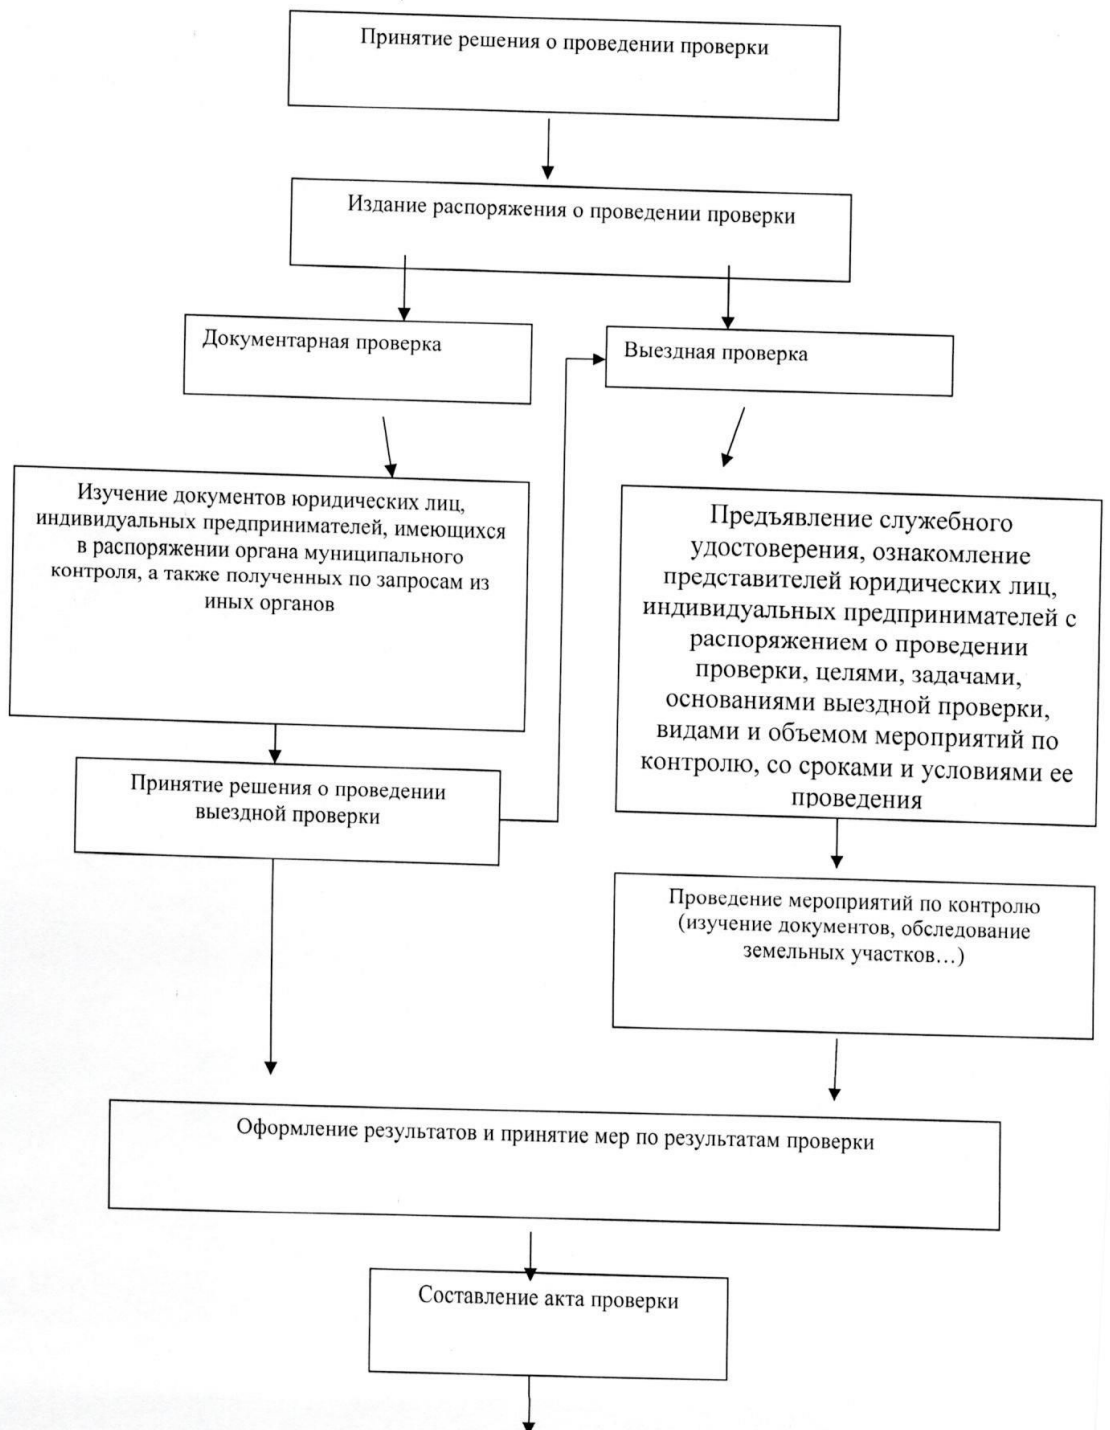 Принятие решения о проведении проверки
Издание распоряжения о проведении проверки
Документарная проверка
Выездная проверка
Изучение документов юридических лиц,
индивидуальных предпринимателей, имеющихся
в распоряжении органа муниципального
контроля, а также полученных по запросам из
иных органов
Предъявление служебного
удостоверения, ознакомление
представителей юридических лиц,
индивидуальных предпринимателей с
распоряжением о проведении
проверки, целями, задачами,
основаниями выездной проверки,
видами и объемом мероприятий по
контролю, со сроками и условиями ее
проведения
Принятие решения о проведении
выездной проверки
Проведение мероприятий по контролю
(изучение документов, обследование
земельных участков…)
Оформление результатов и принятие мер по результатам проверки
Составление акта проверки